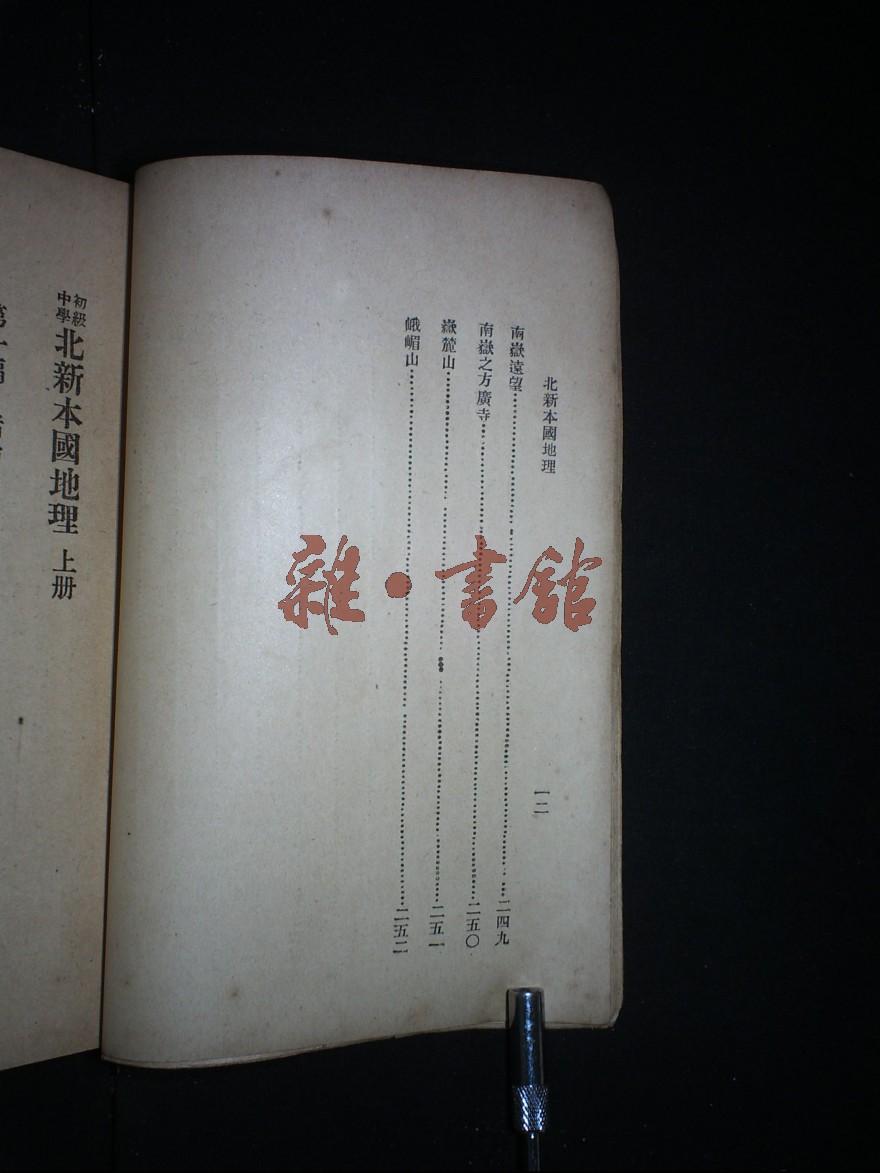 北新本國地理
一二
南嶽遠望……二四九
南嶽之方廣寺……二五〇
嶽麓山……二五一
峨嵋山……二五二
初級中學北新本國地理 上册
雜·書館